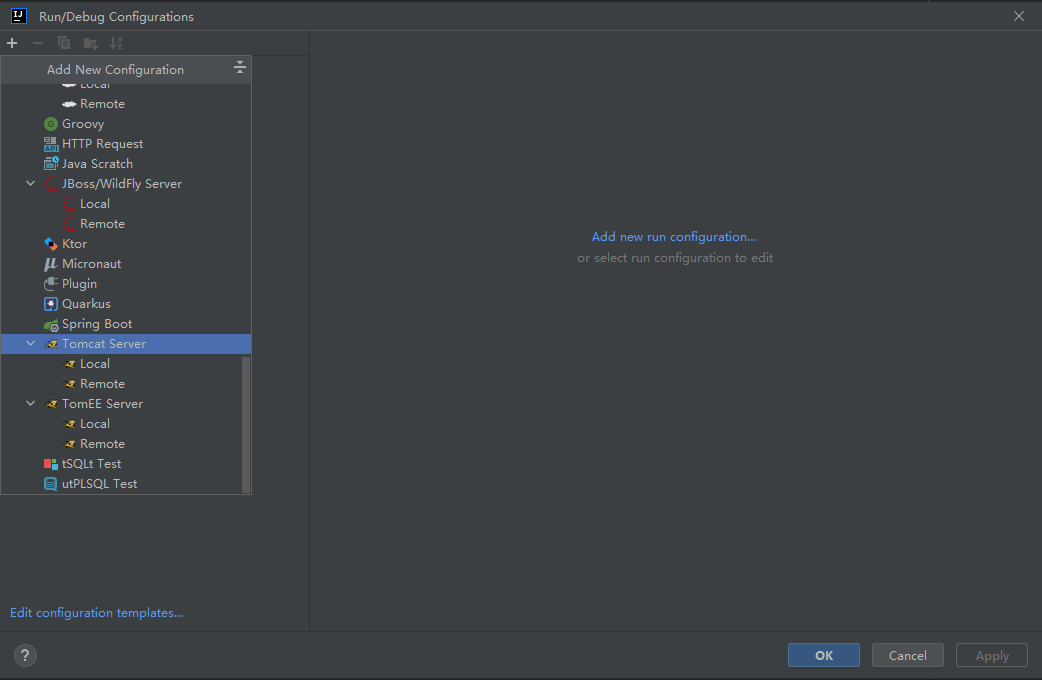 Run/Debug Configurations
Add New Configuration
Local
Remote
Groovy
HTTP Request
Java Scratch
JBoss/WildFly Server
Local
Remote
Ktor
Micronaut
Plugin
Quarkus
Spring Boot
Tomcat Server
Local
Remote
TomEE Server
Local
Remote
tSQLt Test
utPLSQL Test
Add new run configuration...
or select run configuration to edit
Edit configuration templates...
?
OK
Cancel
Apply